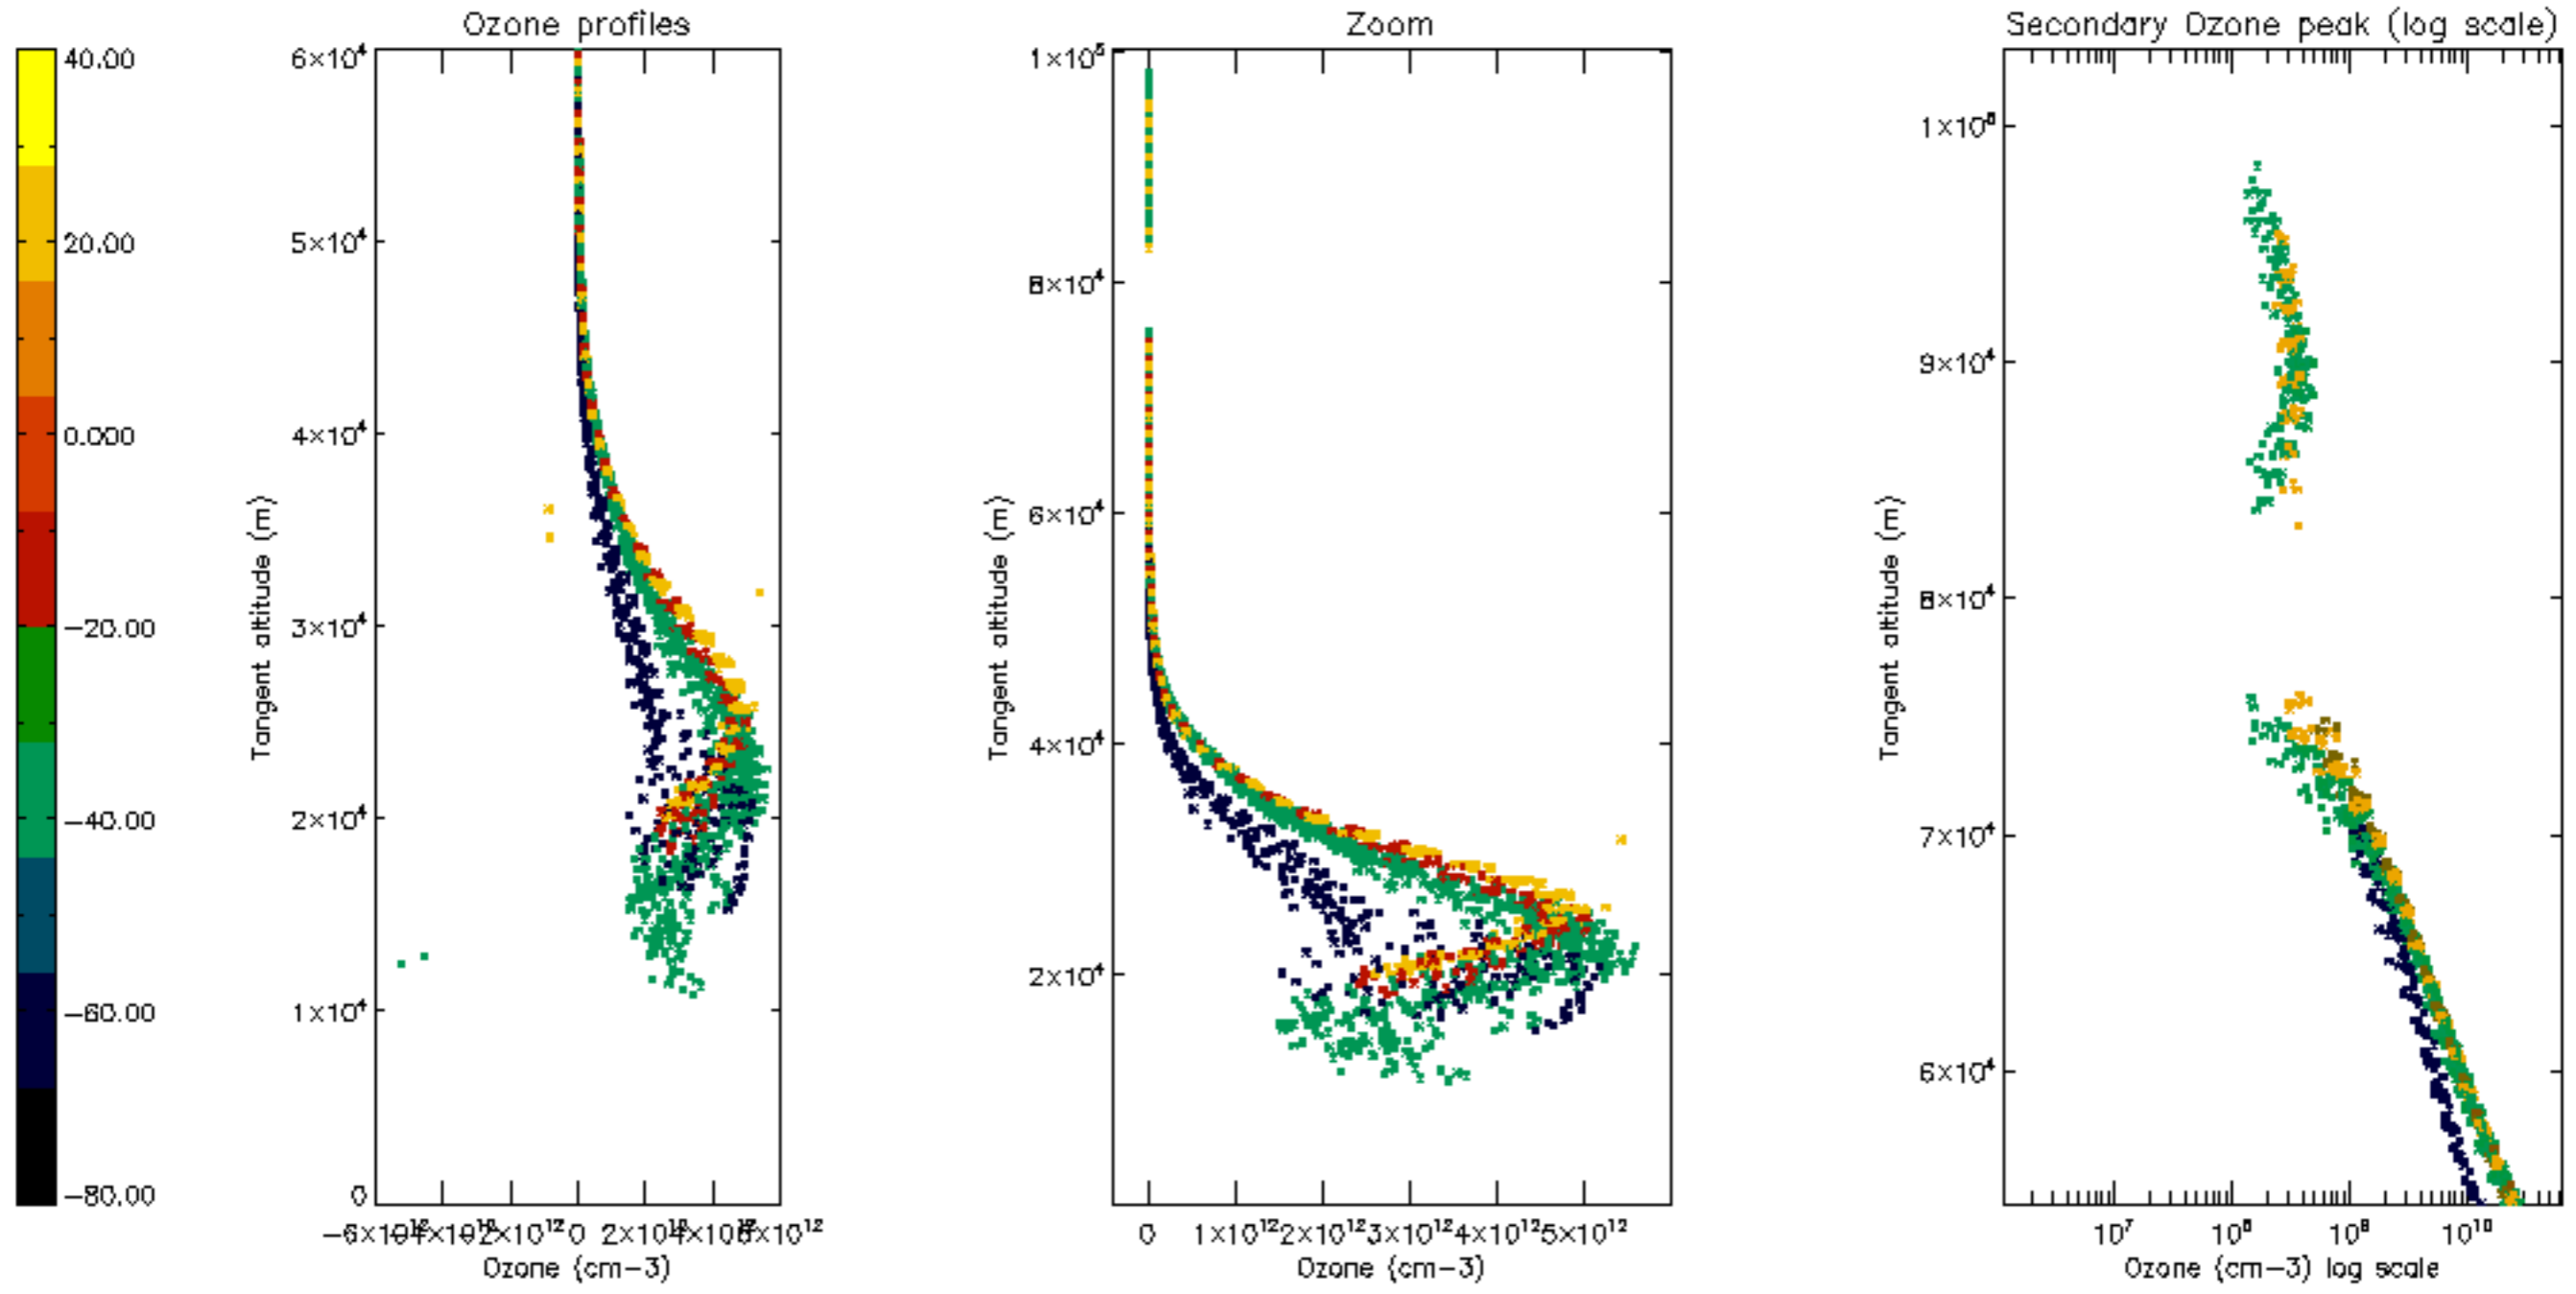 Ozone profiles
40.00
20.00
0.000
−20.00
−40.00
−60.00
−80.00
Tangent altitude (m)
6×10⁴
5×10⁴
4×10⁴
3×10⁴
2×10⁴
1×10⁴
0
0
Ozone (cm−3)
Zoom
Tangent altitude (m)
1×10⁵
8×10⁴
6×10⁴
4×10⁴
2×10⁴
0 1×10¹² 2×10¹² 3×10¹² 4×10¹² 5×10¹²
Ozone (cm−3)
Secondary Ozone peak (log scale)
Tangent altitude (m)
1×10⁵
9×10⁴
8×10⁴
7×10⁴
6×10⁴
10⁷ 10⁸ 10⁹ 10¹⁰
Ozone (cm−3) log scale